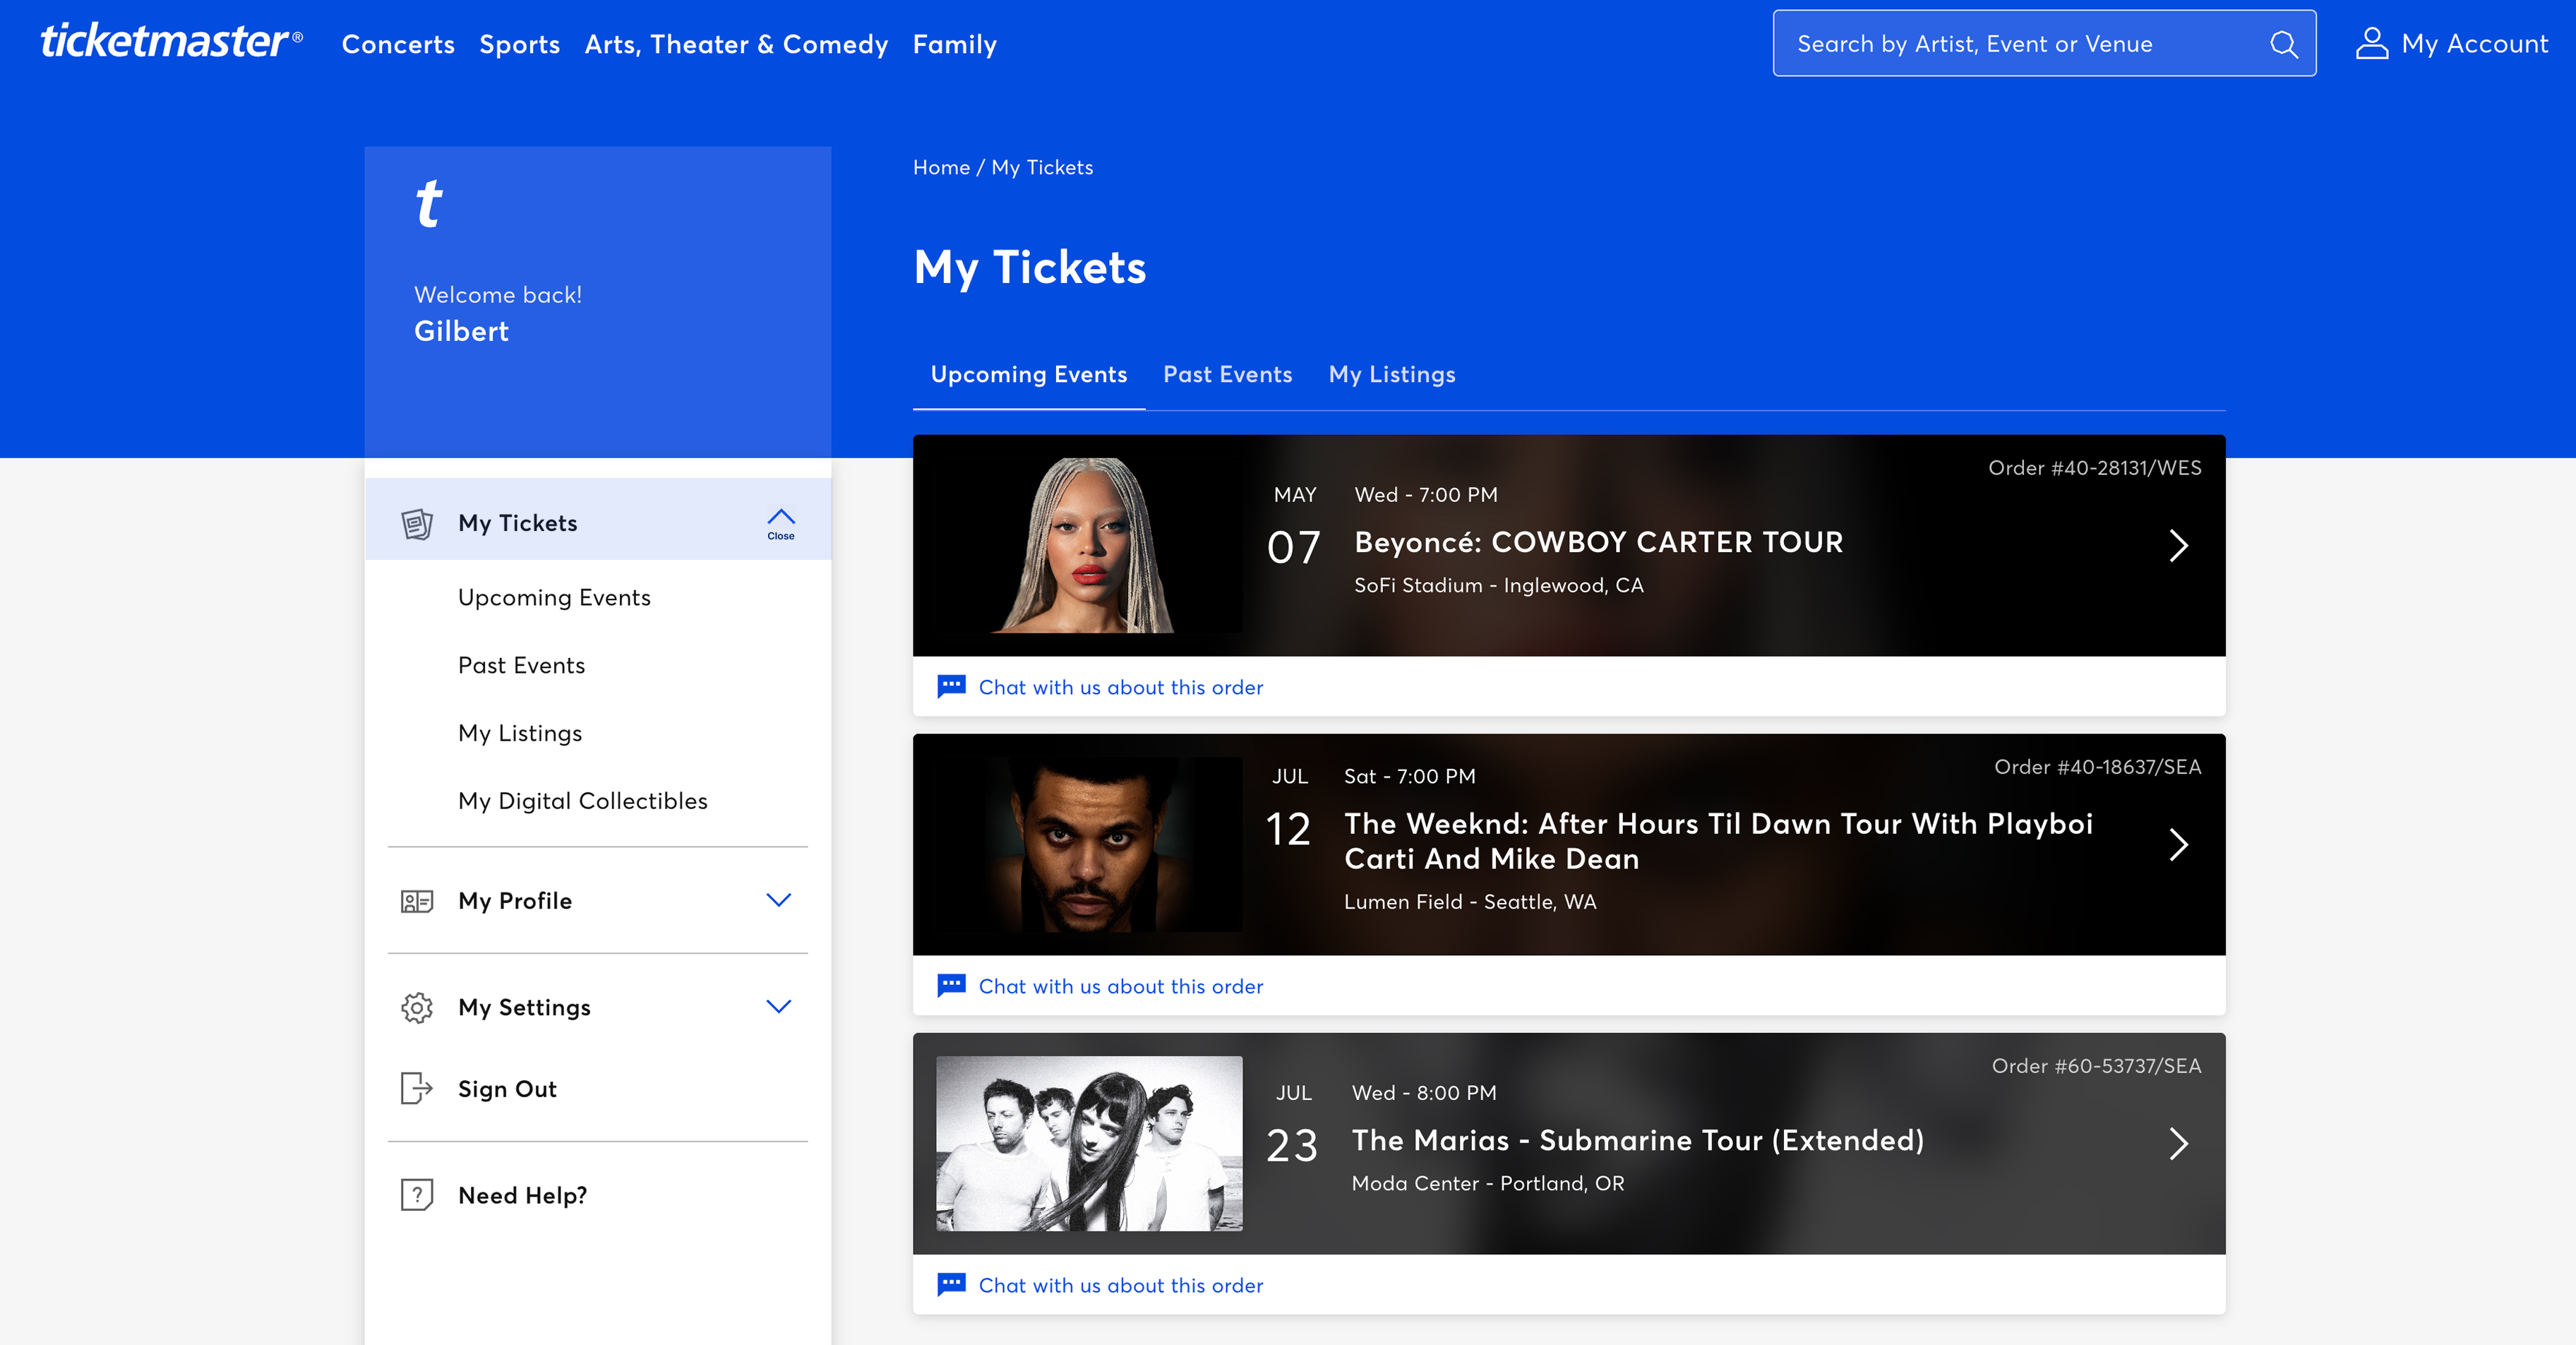 ticketmaster®
Concerts Sports Arts, Theater & Comedy Family
Search by Artist, Event or Venue
My Account
t
Welcome back!
Gilbert
My Tickets
Close
Upcoming Events
Past Events
My Listings
My Digital Collectibles
My Profile
My Settings
Sign Out
?
Need Help?
Home / My Tickets
My Tickets
Upcoming Events Past Events My Listings
Order #40-28131/WES
MAY
07
Wed - 7:00 PM
Beyoncé: COWBOY CARTER TOUR
SoFi Stadium - Inglewood, CA
Chat with us about this order
Order #40-18637/SEA
JUL
12
Sat - 7:00 PM
The Weeknd: After Hours Til Dawn Tour With Playboi
Carti And Mike Dean
Lumen Field - Seattle, WA
Chat with us about this order
Order #60-53737/SEA
JUL
23
Wed - 8:00 PM
The Marias - Submarine Tour (Extended)
Moda Center - Portland, OR
Chat with us about this order